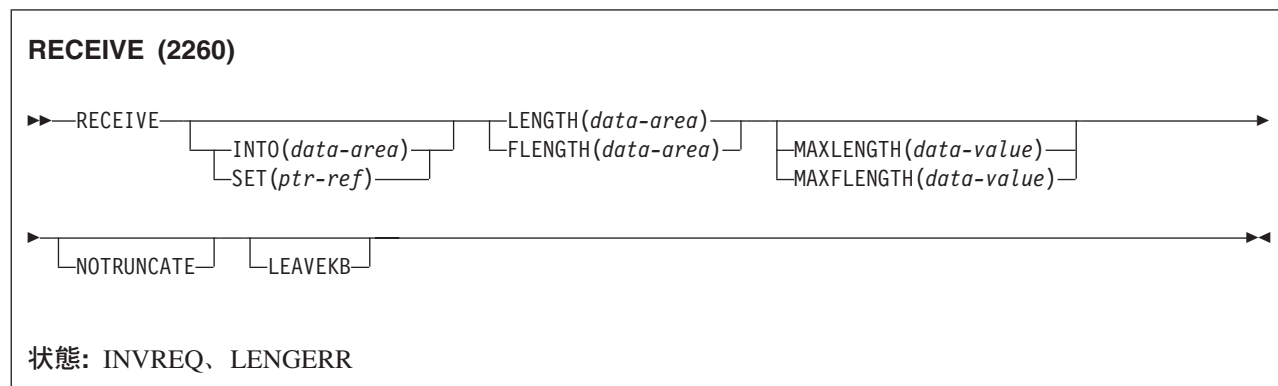 RECEIVE (2260)
RECEIVE LENGTH(data-area)
INTO(data-area) FLENGTH(data-area) MAXLENGTH(data-value)
SET(ptr-ref) MAXFLENGTH(data-value)
NOTRUNCATE LEAVEKB
状態: INVREQ、LENGERR